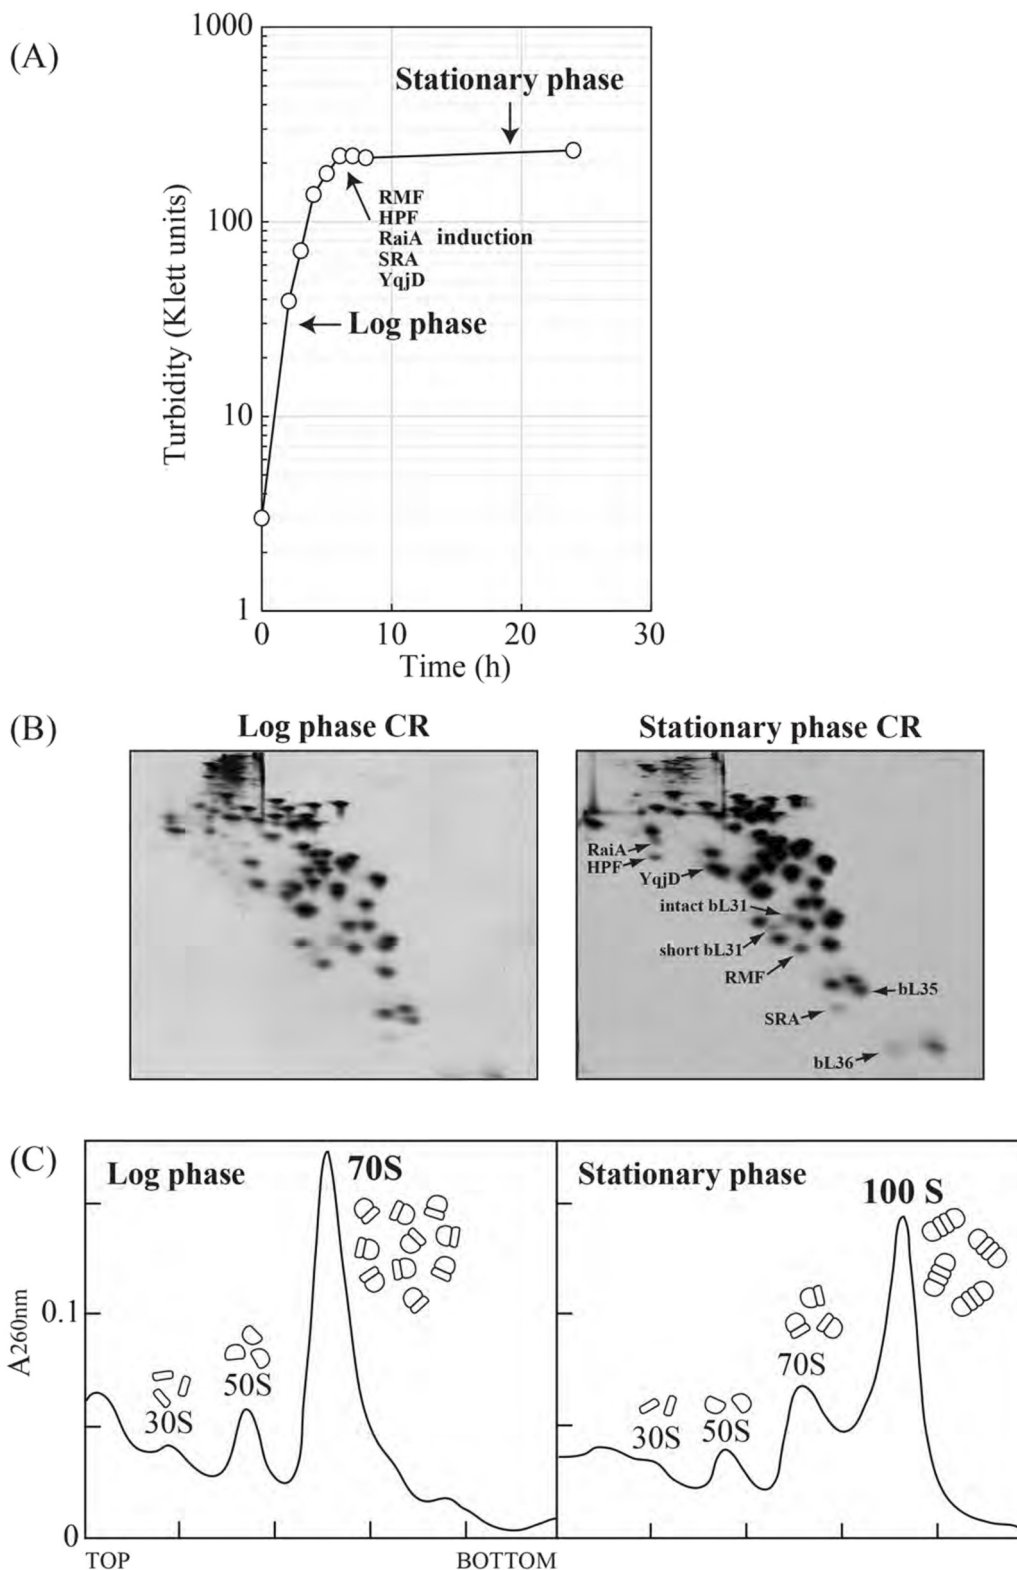 (A)
1000
100
10
1
Turbidity (Klett units)
Stationary phase
RMF
HPF
RaiA induction
SRA
YqjD
Log phase
0 10 20 30
Time (h)
(B)
Log phase CR
Stationary phase CR
RaiA
HPF
YqjD
intact bL31
short bL31
RMF
bL35
SRA
bL36
(C)
Log phase
70S
50S
30S
Stationary phase
100 S
70S
30S 50S
0.1
0
A260nm
TOP BOTTOM